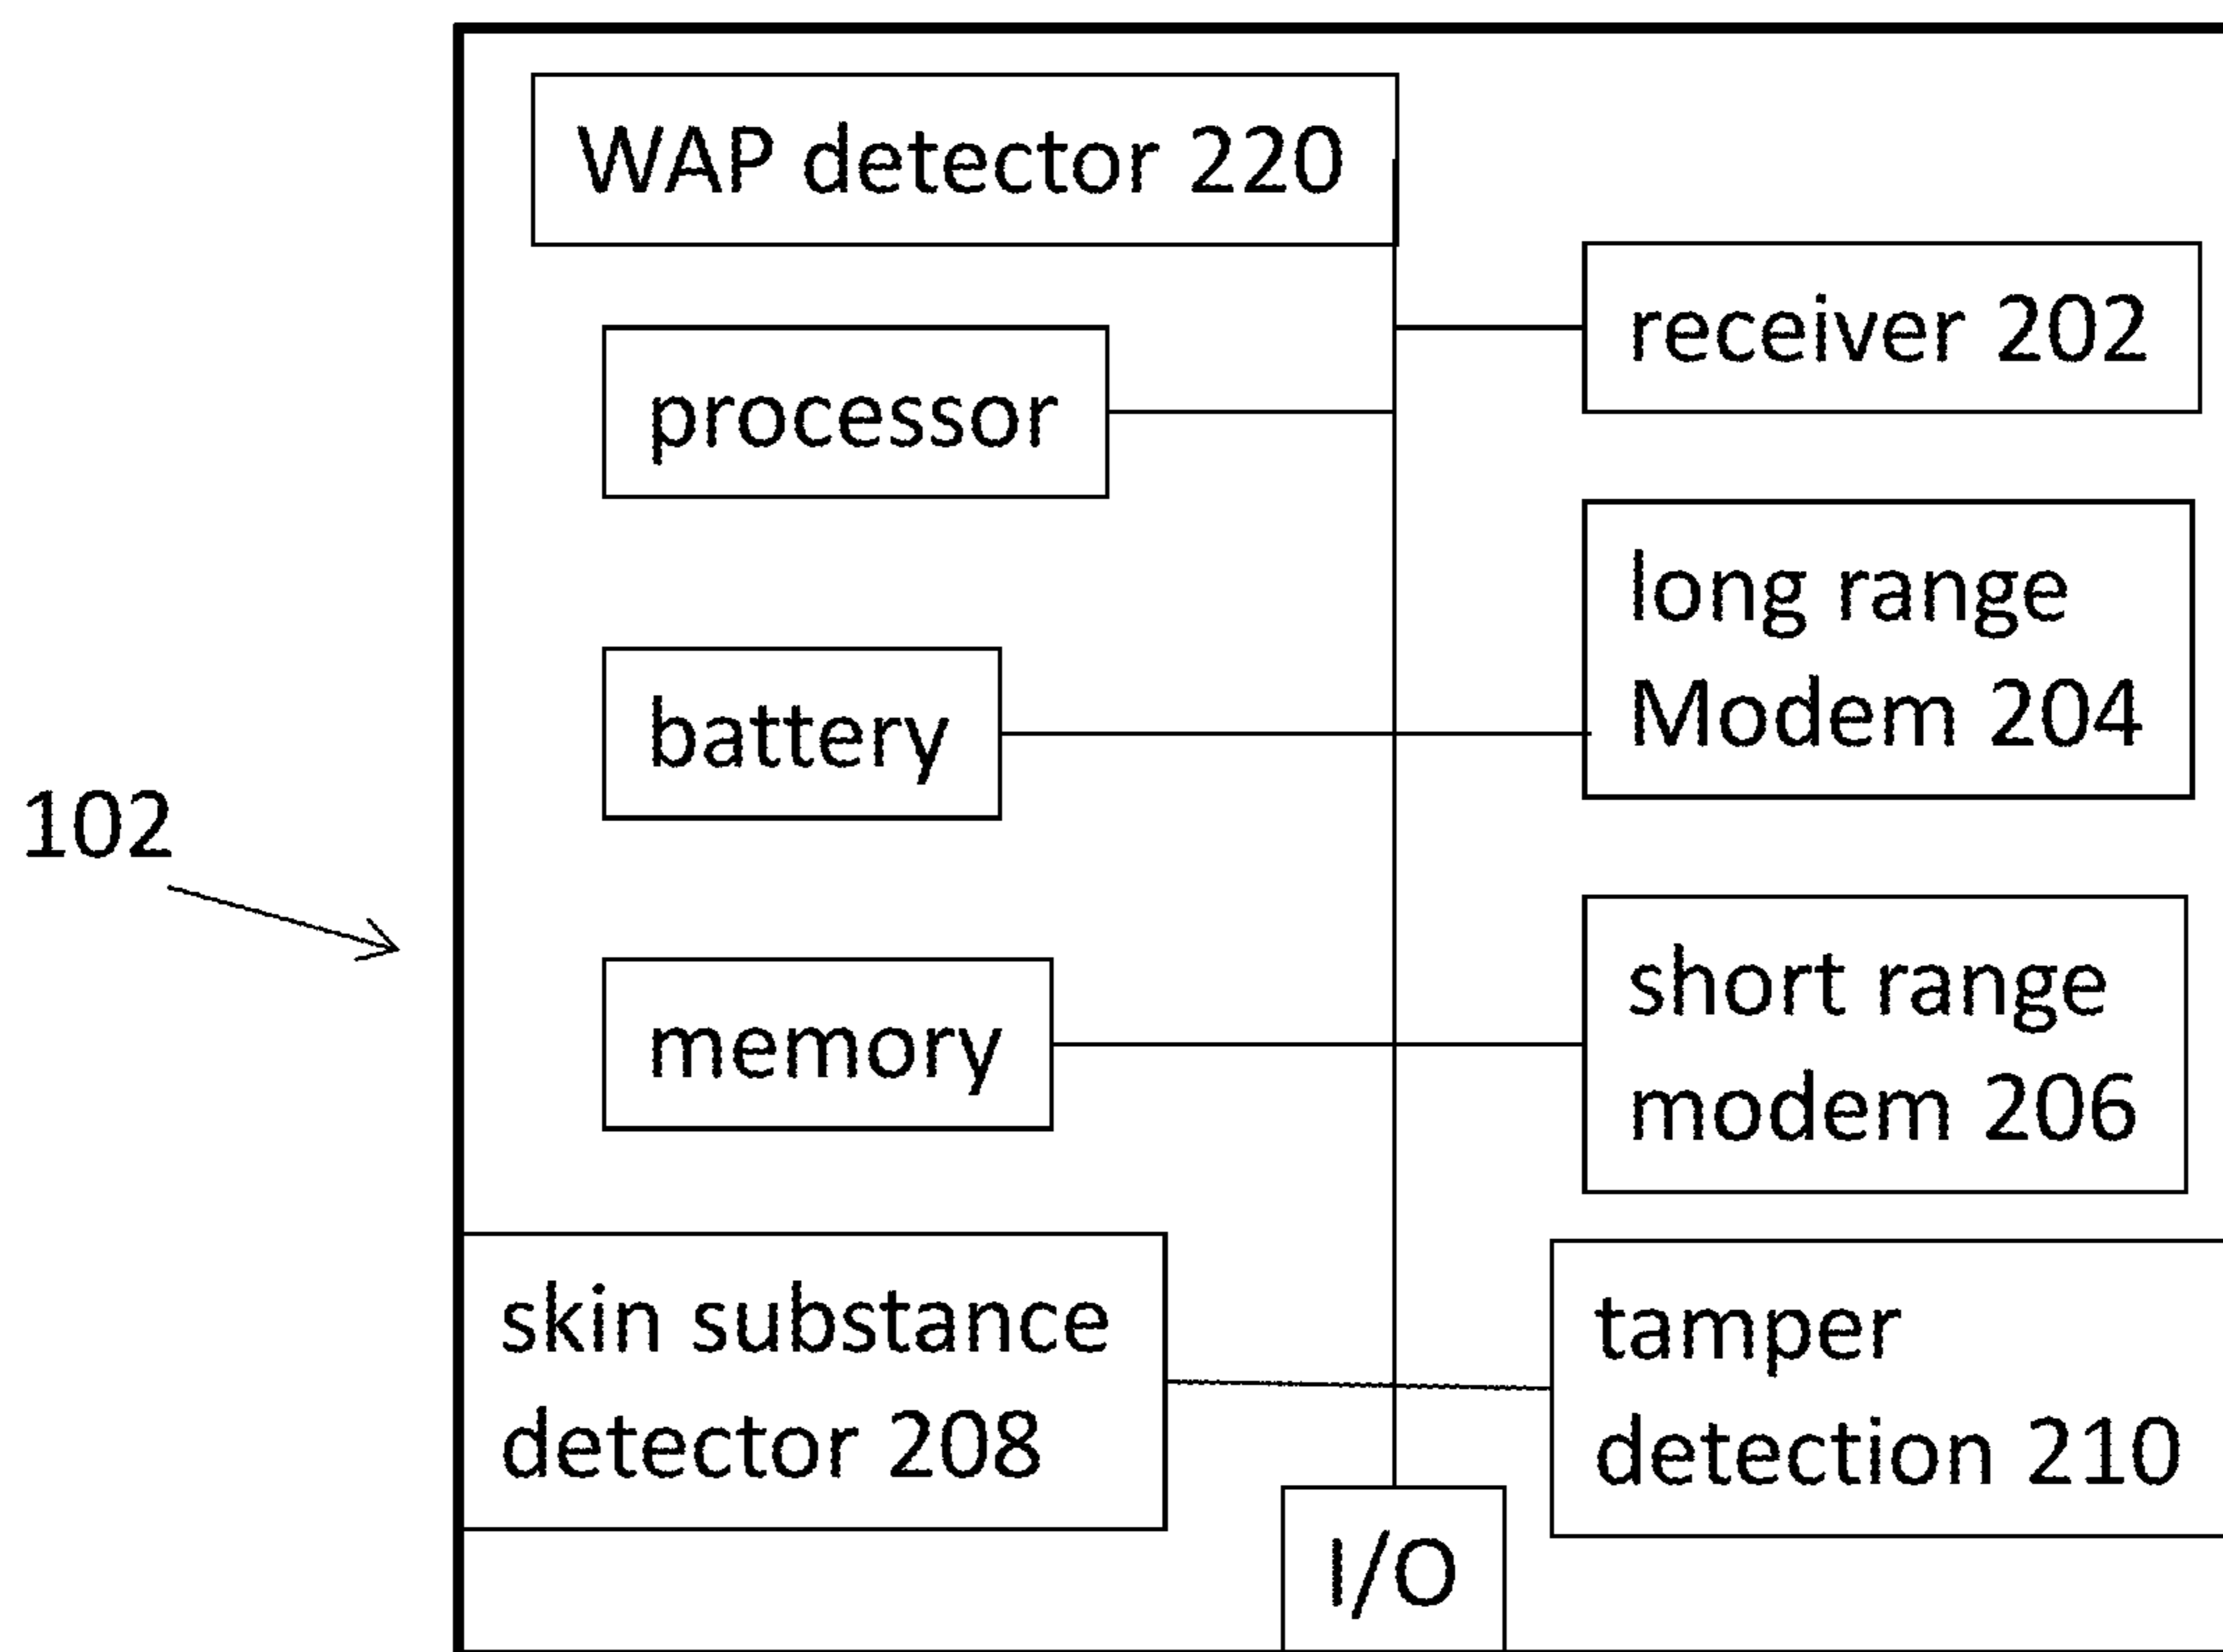 WAP detector 220
receiver 202
processor
long range
Modem 204
battery
102
short range
modem 206
memory
skin substance
detector 208
tamper
detection 210
I/O